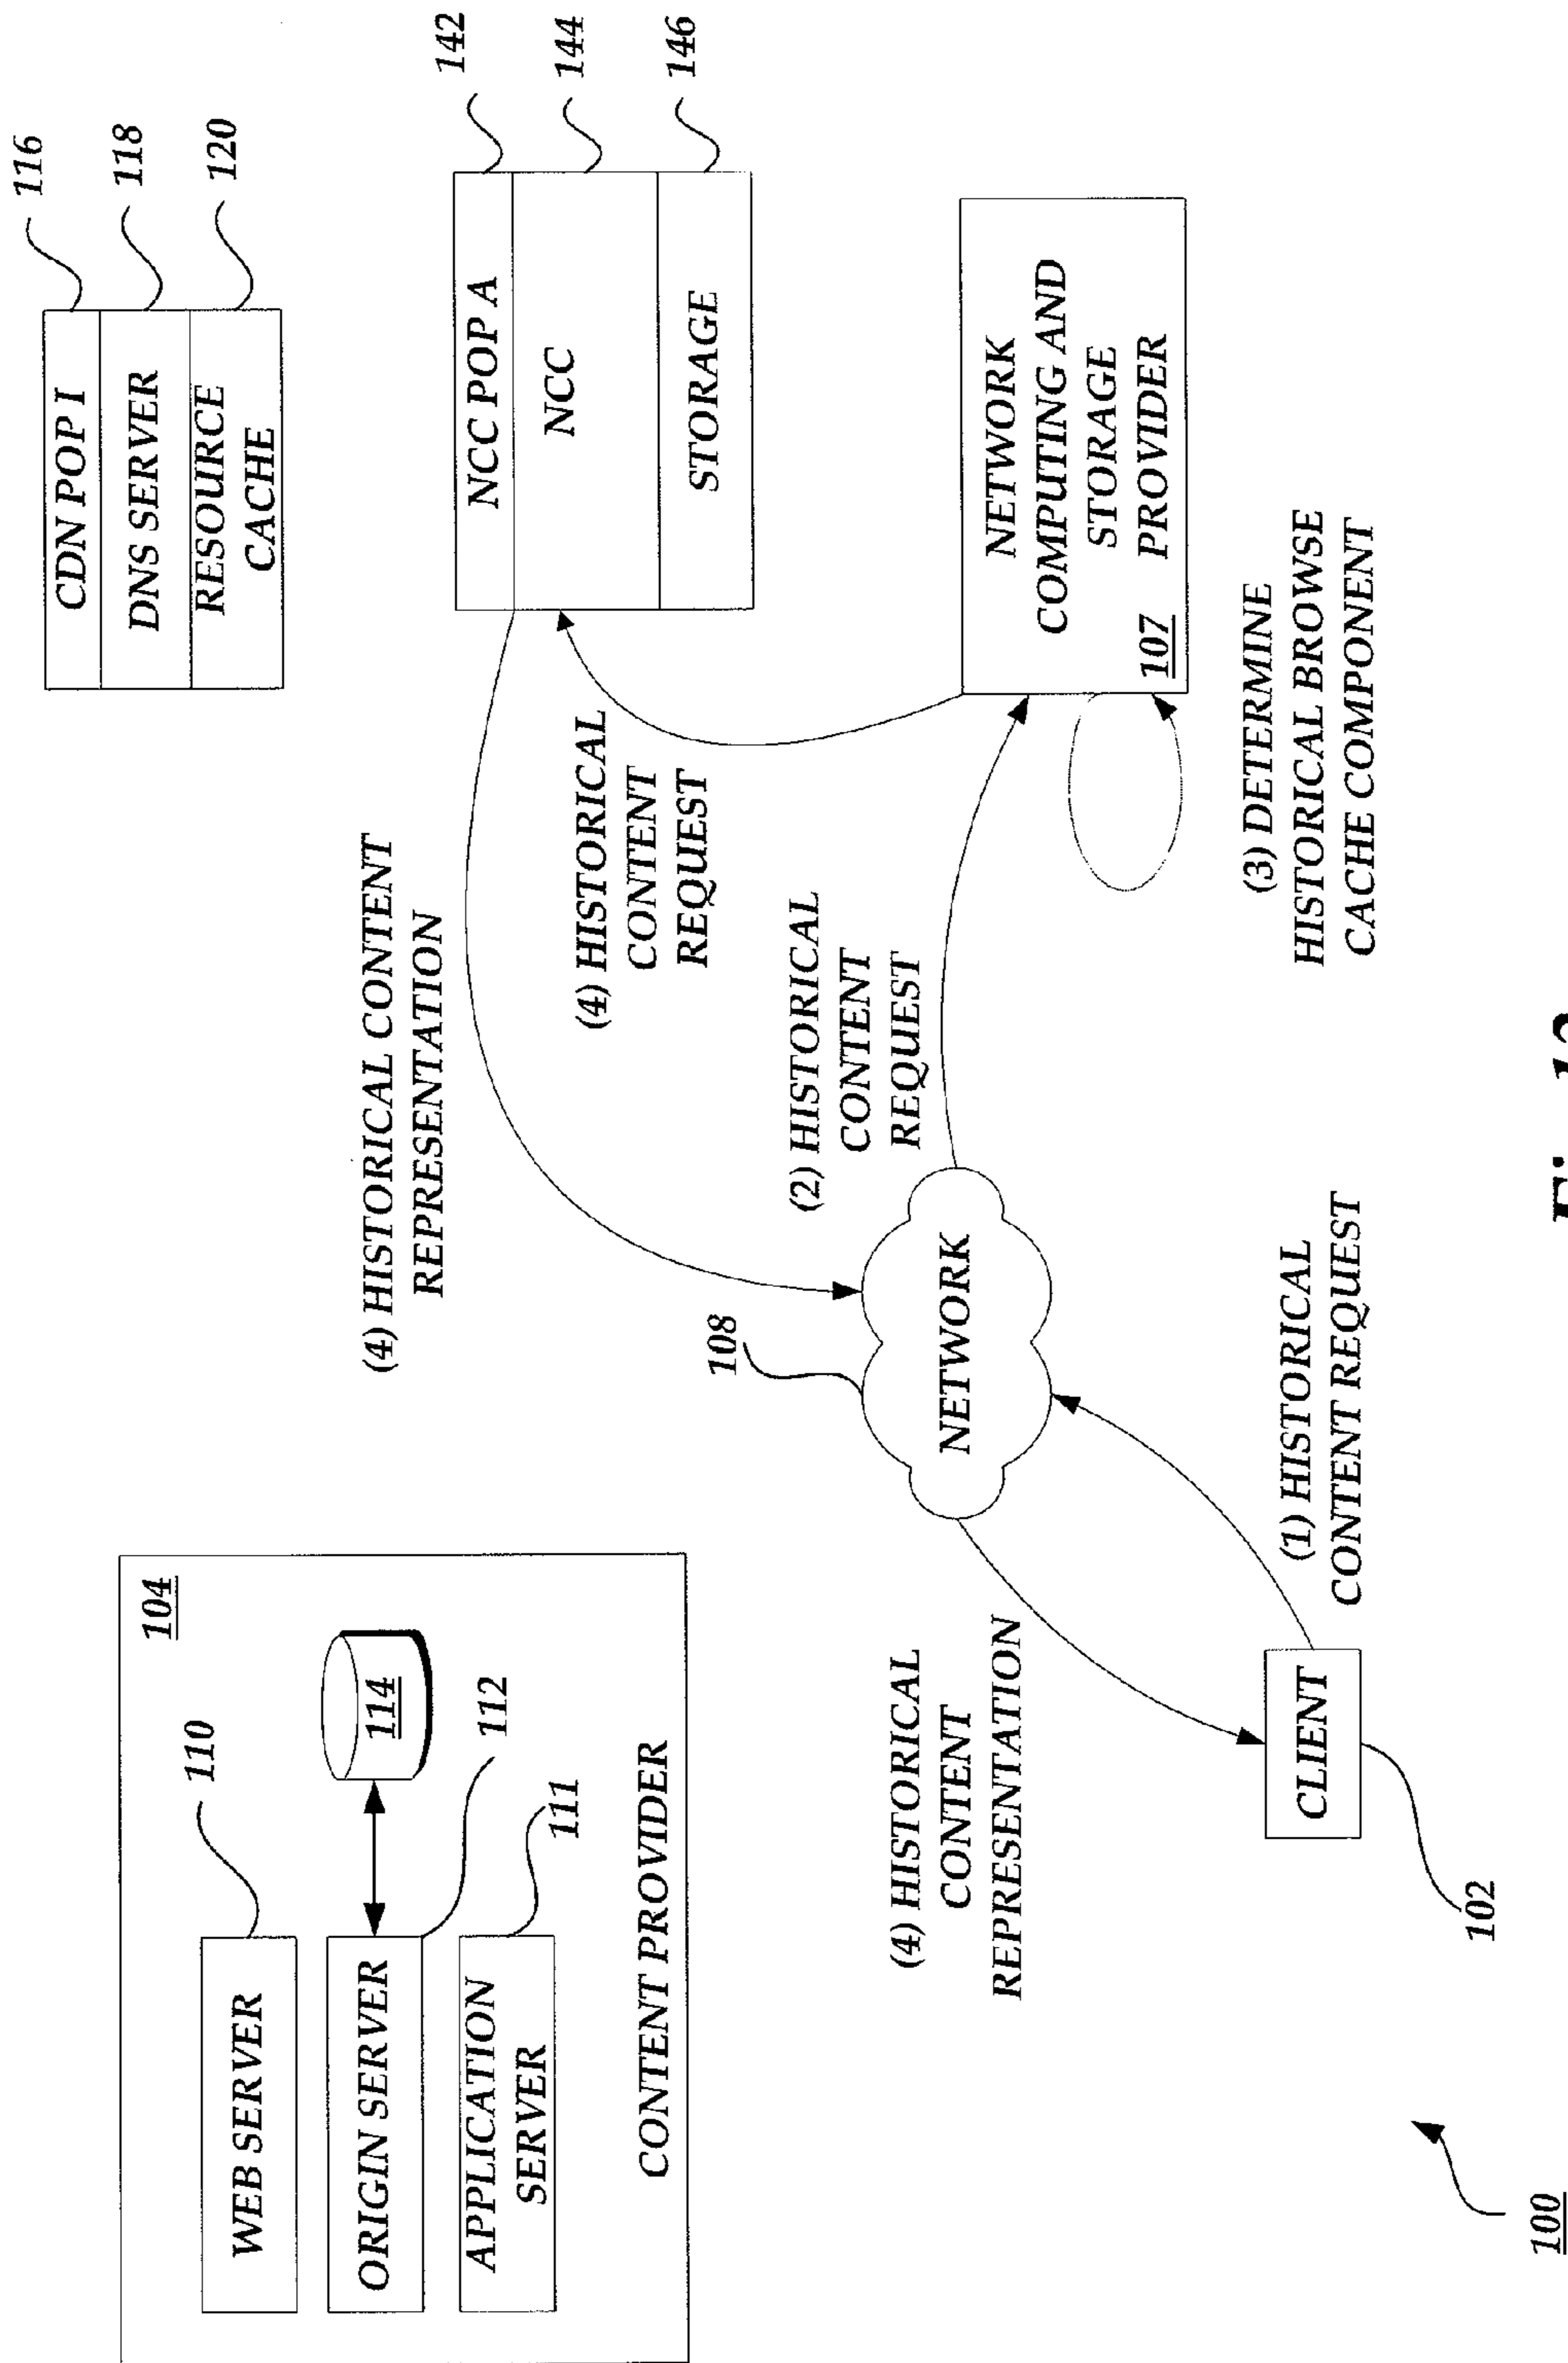 104
110
WEB SERVER
ORIGIN SERVER
114
112
APPLICATION
SERVER
111
CONTENT PROVIDER
116
118
120
CDN POP I
DNS SERVER
RESOURCE
CACHE
142
144
146
NCC POP A
NCC
STORAGE
(4) HISTORICAL CONTENT
REPRESENTATION
(4) HISTORICAL
CONTENT
REQUEST
108
NETWORK
(2) HISTORICAL
CONTENT
REQUEST
NETWORK
COMPUTING AND
STORAGE
PROVIDER
107
(3) DETERMINE
HISTORICAL BROWSE
CACHE COMPONENT
(4) HISTORICAL
CONTENT
REPRESENTATION
(1) HISTORICAL
CONTENT REQUEST
CLIENT
102
100